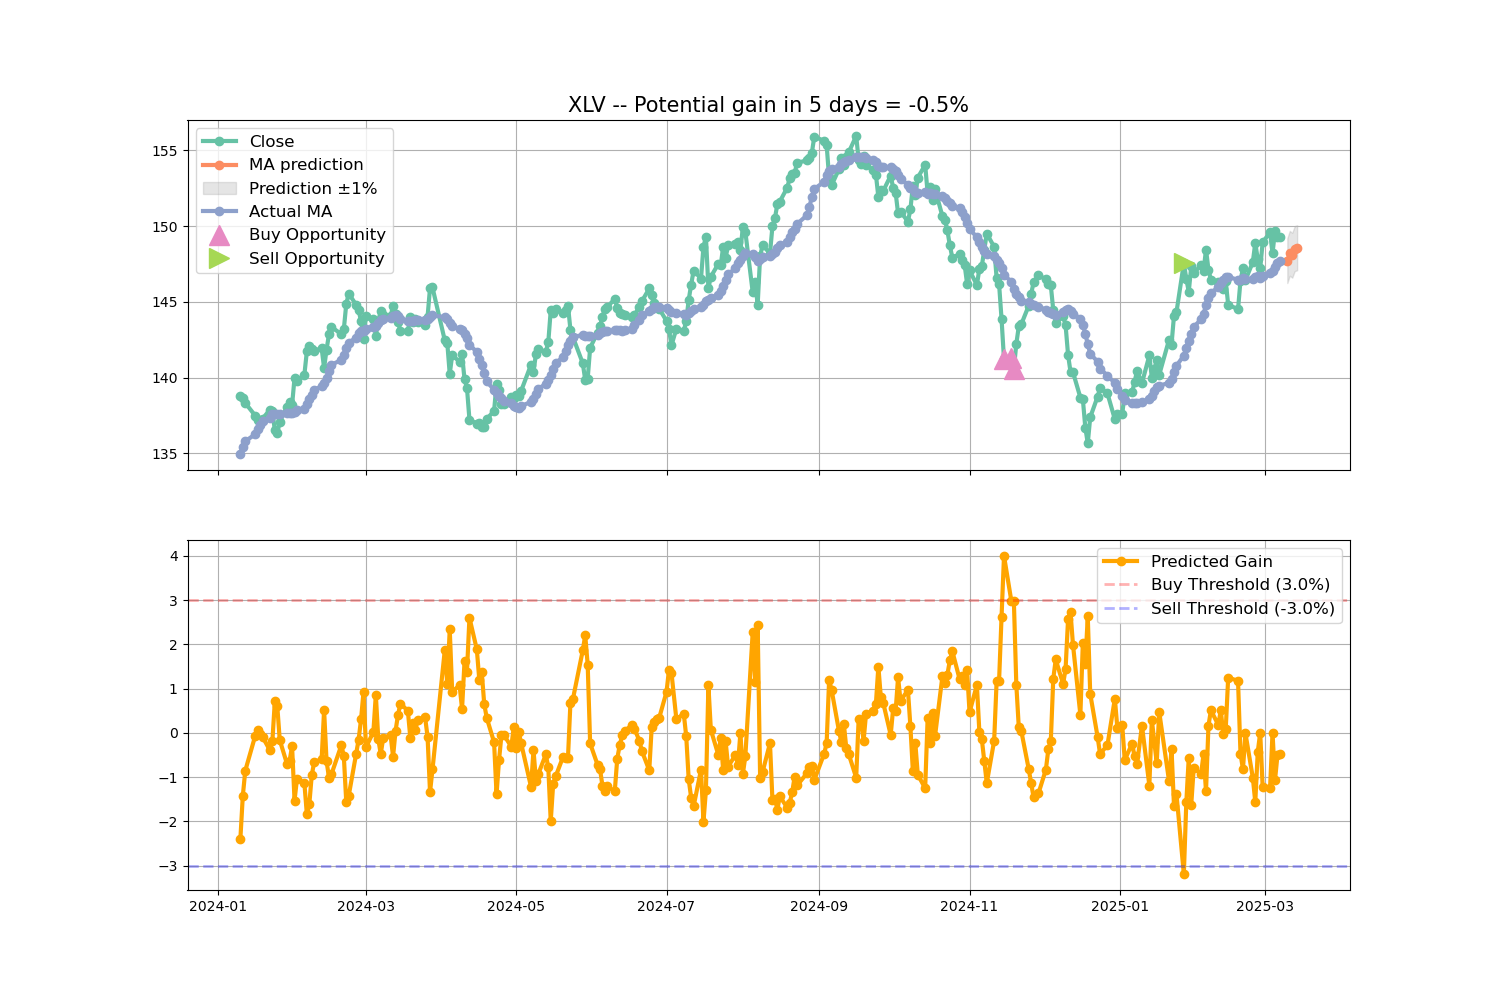 XLV -- Potential gain in 5 days = -0.5%
Close
MA prediction
Prediction ±1%
Actual MA
Buy Opportunity
Sell Opportunity
155
150
145
140
135
Predicted Gain
Buy Threshold (3.0%)
Sell Threshold (-3.0%)
4
3
2
1
0
−1
−2
−3
2024-01
2024-03
2024-05
2024-07
2024-09
2024-11
2025-01
2025-03